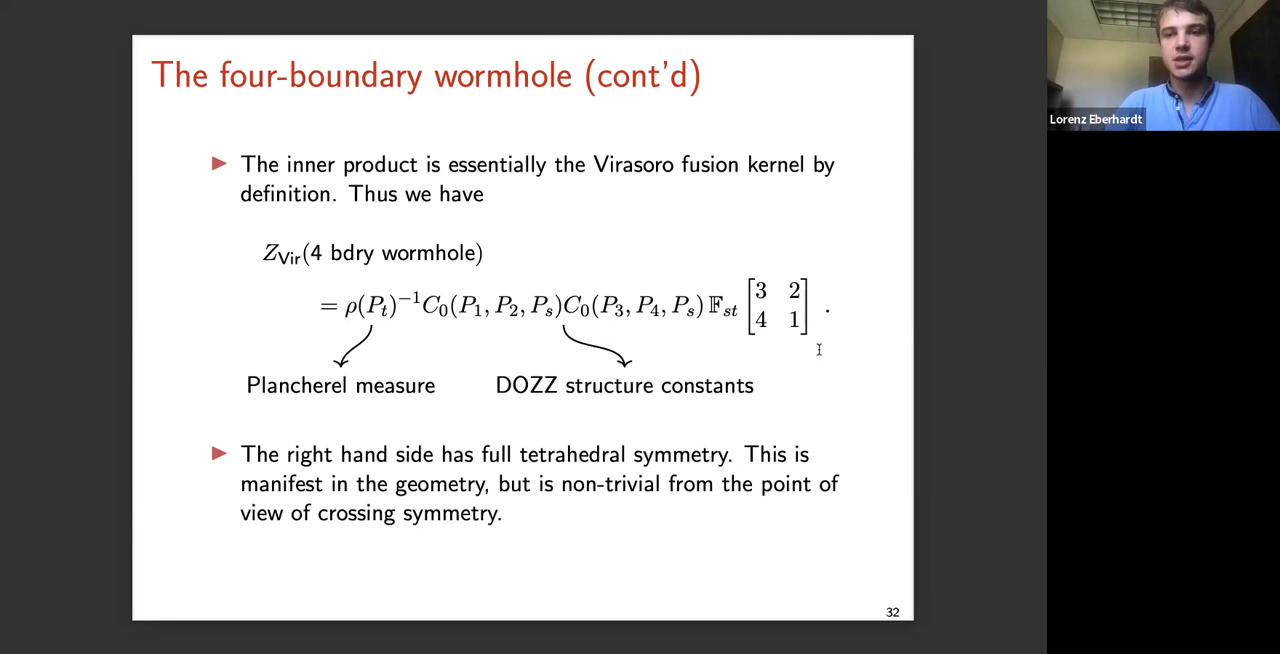 The four-boundary wormhole (cont'd)
▶ The inner product is essentially the Virasoro fusion kernel by
definition. Thus we have
Z_Vir(4 bdry wormhole)
= ρ(P_t)^{-1} C_0(P_1, P_2, P_s) C_0(P_3, P_4, P_s) 𝔽_{st} [3 2
4 1] .
Plancherel measure
DOZZ structure constants
▶ The right hand side has full tetrahedral symmetry. This is
manifest in the geometry, but is non-trivial from the point of
view of crossing symmetry.
32
Lorenz Eberhardt